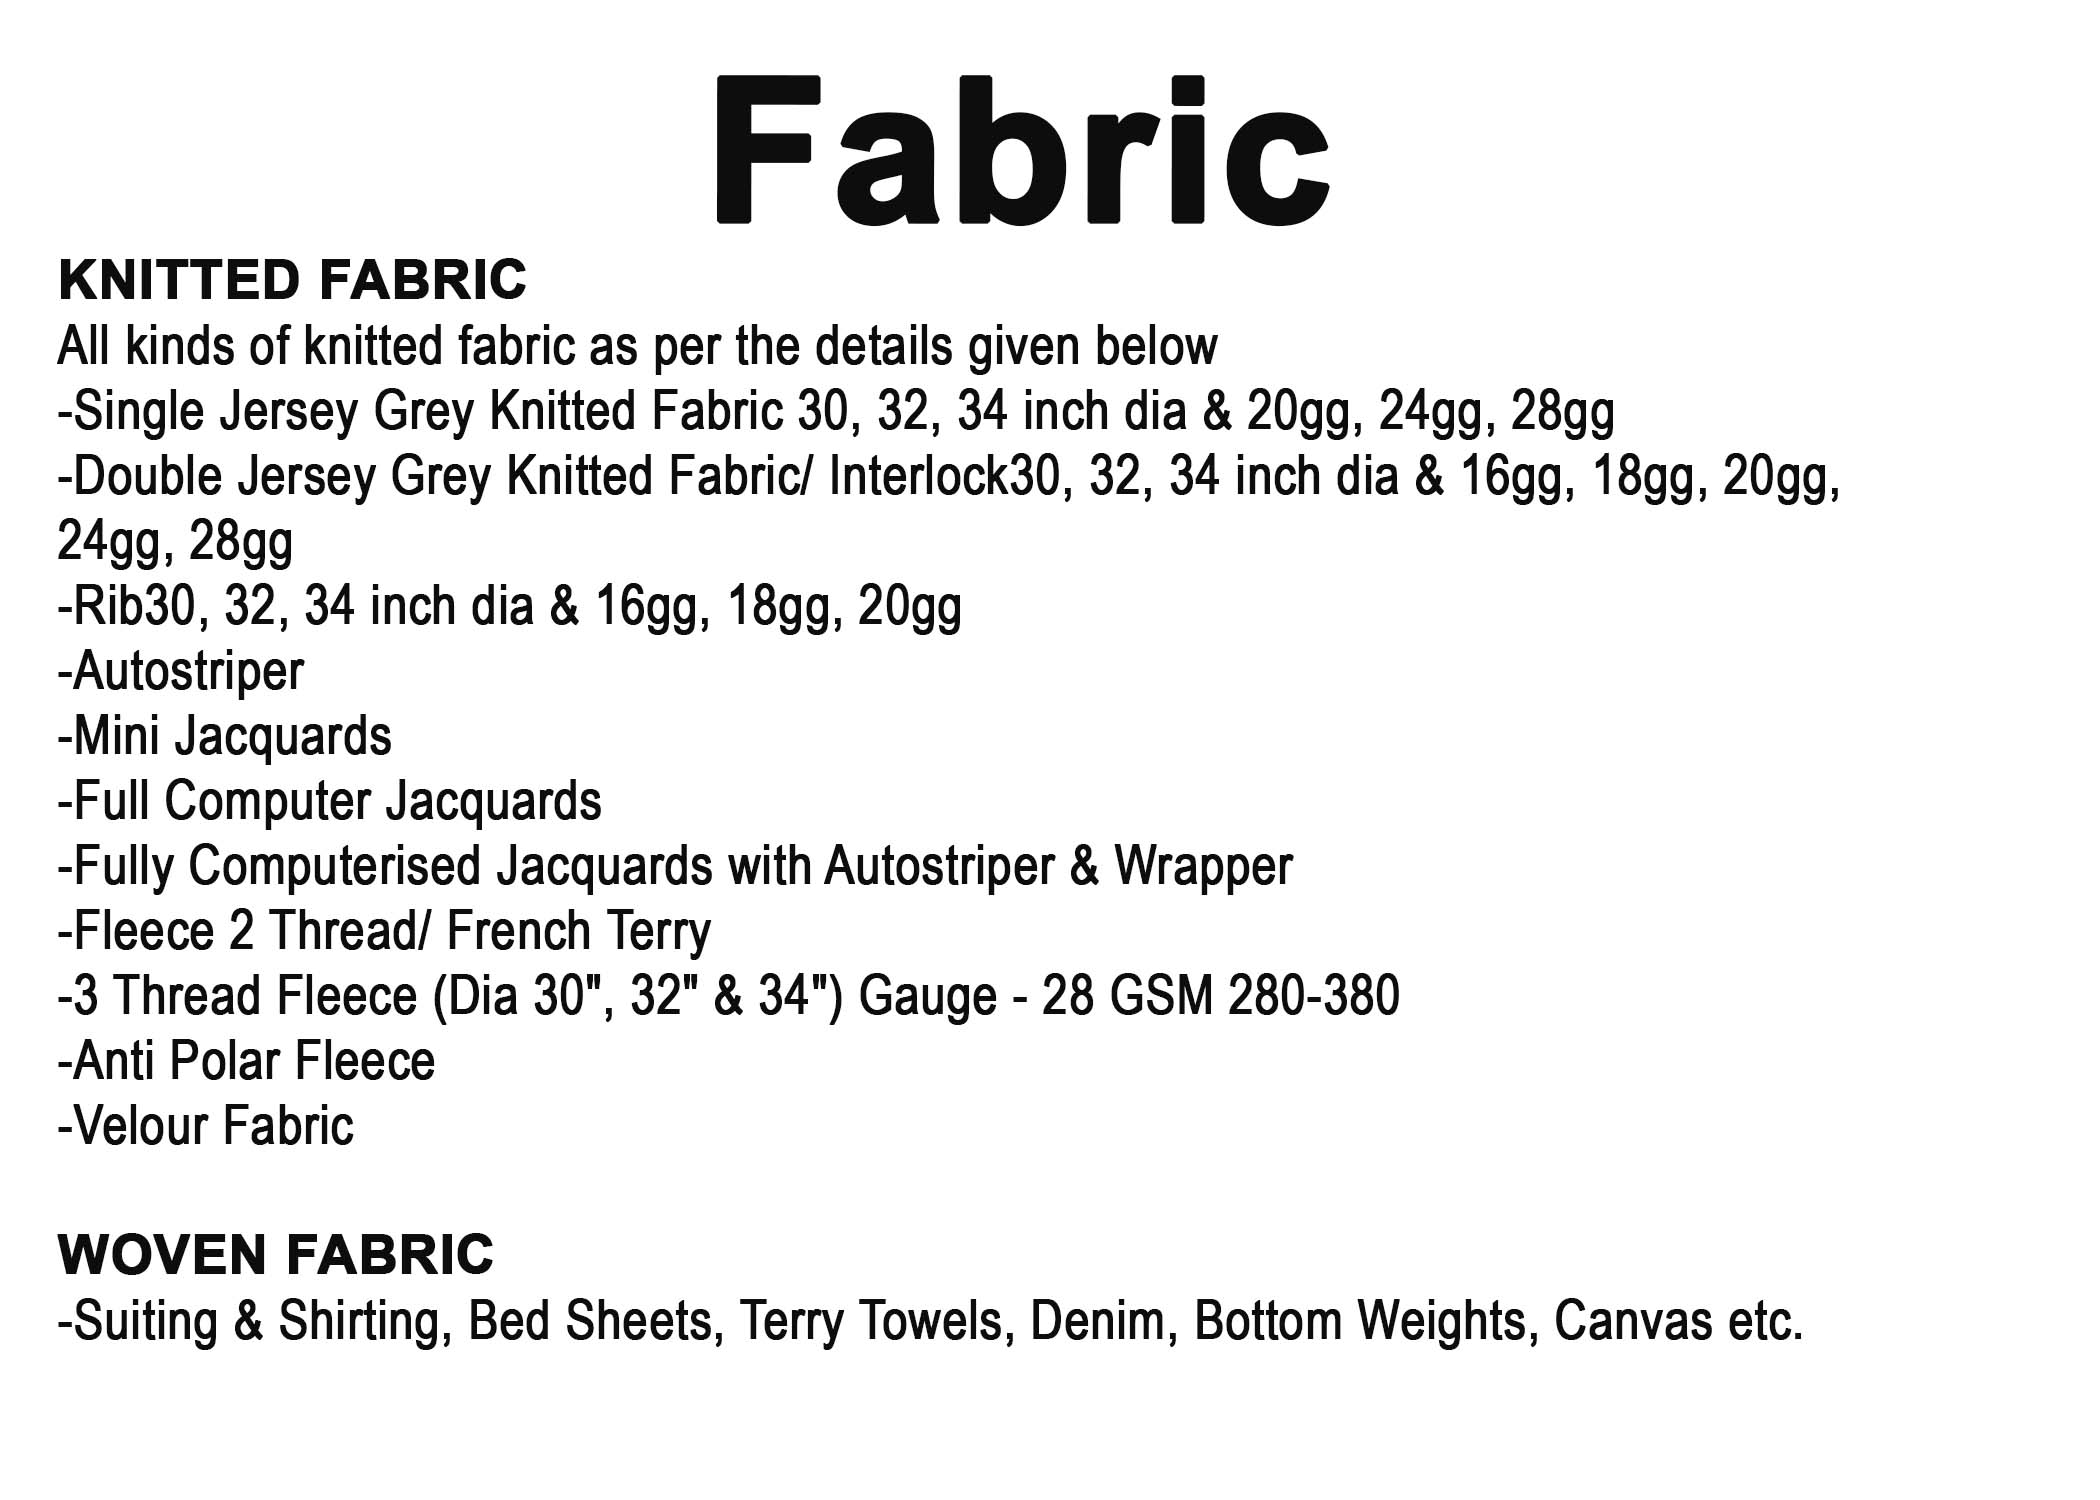 Fabric
KNITTED FABRIC
All kinds of knitted fabric as per the details given below
-Single Jersey Grey Knitted Fabric 30, 32, 34 inch dia & 20gg, 24gg, 28gg
-Double Jersey Grey Knitted Fabric/ Interlock30, 32, 34 inch dia & 16gg, 18gg, 20gg,
24gg, 28gg
-Rib30, 32, 34 inch dia & 16gg, 18gg, 20gg
-Autostriper
-Mini Jacquards
-Full Computer Jacquards
-Fully Computerised Jacquards with Autostriper & Wrapper
-Fleece 2 Thread/ French Terry
-3 Thread Fleece (Dia 30", 32" & 34") Gauge - 28 GSM 280-380
-Anti Polar Fleece
-Velour Fabric
WOVEN FABRIC
-Suiting & Shirting, Bed Sheets, Terry Towels, Denim, Bottom Weights, Canvas etc.